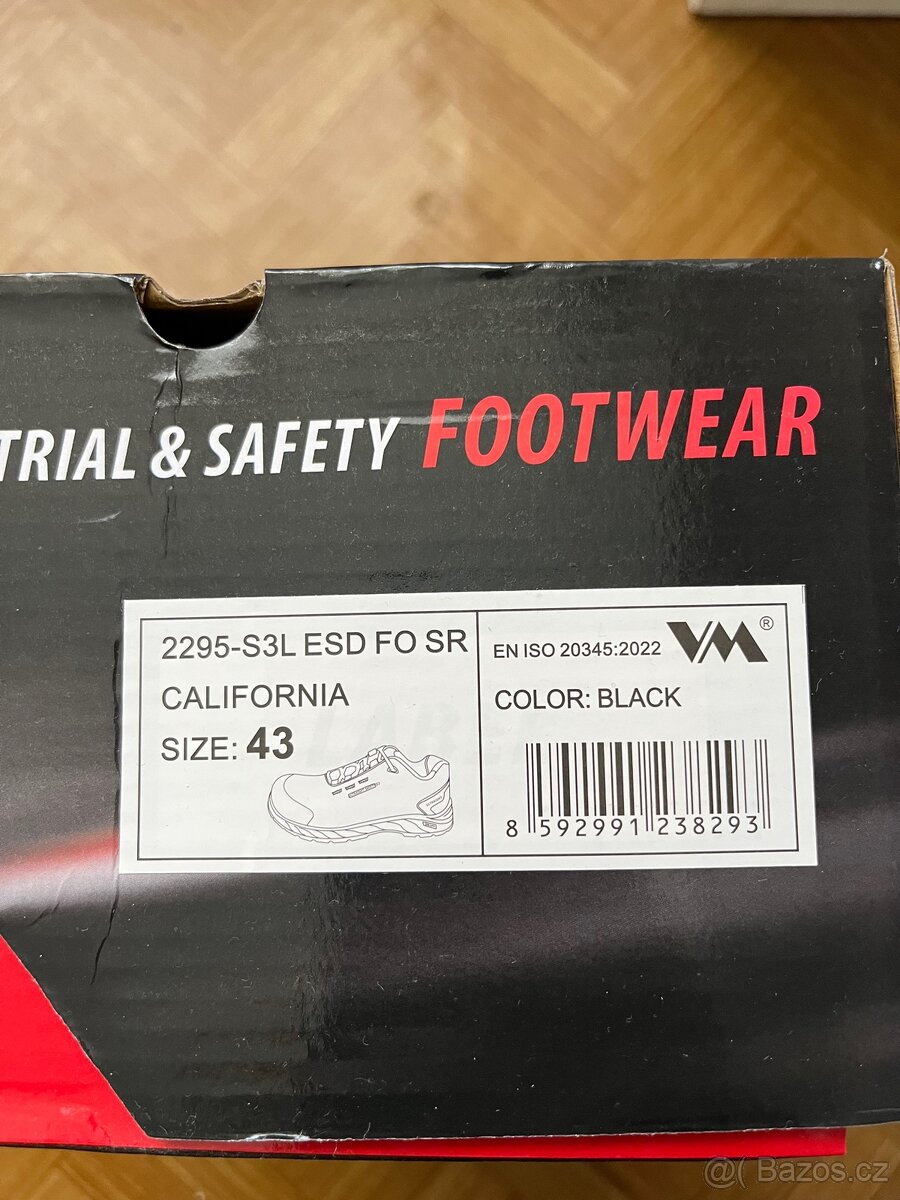 TRIAL & SAFETY FOOTWEAR
2295-S3L ESD FO SR
CALIFORNIA
SIZE: 43
EN ISO 20345:2022 VM®
COLOR: BLACK
8 592991 238293
@( Bazos.cz